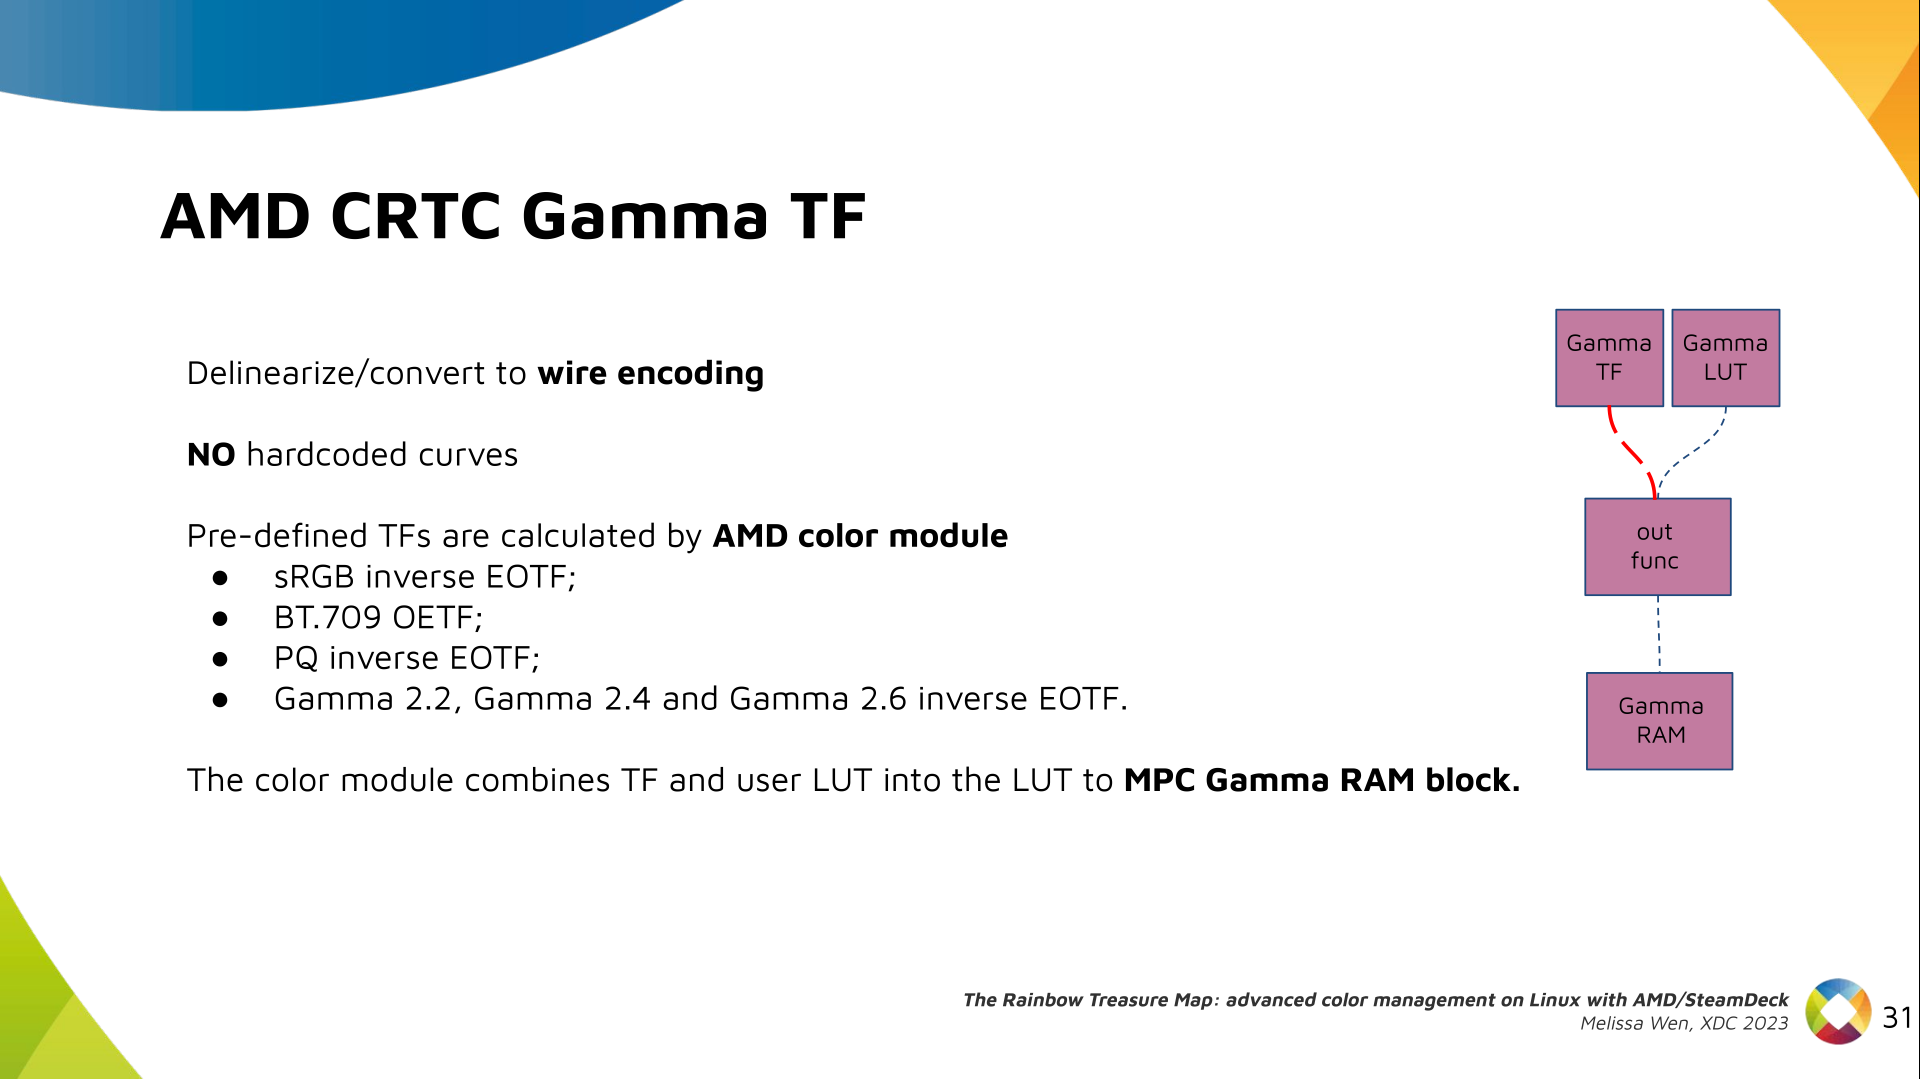 AMD CRTC Gamma TF
Delinearize/convert to wire encoding
NO hardcoded curves
Pre-defined TFs are calculated by AMD color module
● sRGB inverse EOTF;
● BT.709 OETF;
● PQ inverse EOTF;
● Gamma 2.2, Gamma 2.4 and Gamma 2.6 inverse EOTF.
The color module combines TF and user LUT into the LUT to MPC Gamma RAM block.
Gamma
TF
Gamma
LUT
out
func
Gamma
RAM
The Rainbow Treasure Map: advanced color management on Linux with AMD/SteamDeck
Melissa Wen, XDC 2023
31